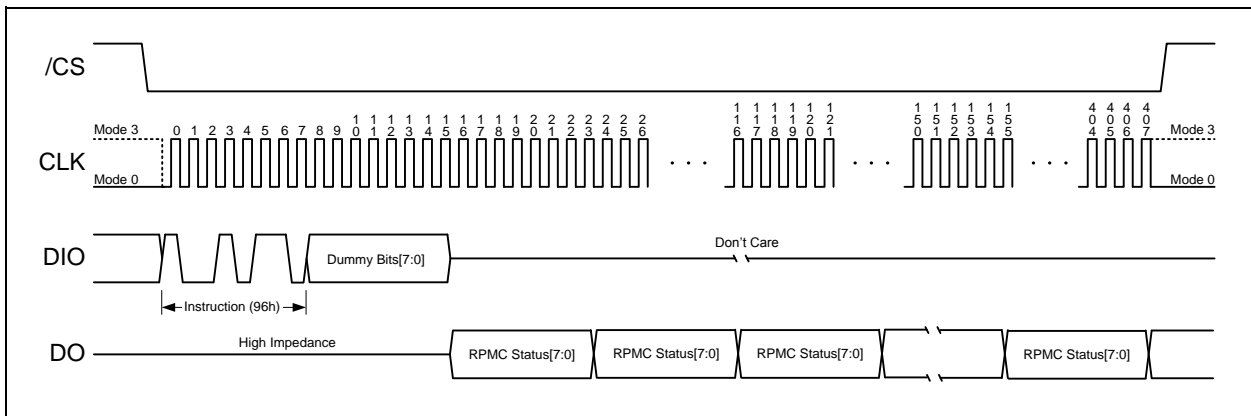 /CS
Mode 3
0 1 2 3 4 5 6 7 8 9 10 11 12 13 14 15 16 17 18 19 20 21 22 23 24 25 26
116 117 118 119 120 121
150 151 152 153 154 155
404 405 406 407
Mode 3
CLK
Mode 0
. . .
. . .
. . .
Mode 0
DIO
Dummy Bits[7:0]
Don't Care
Instruction (96h)
High Impedance
DO
RPMC Status[7:0]
RPMC Status[7:0]
RPMC Status[7:0]
RPMC Status[7:0]